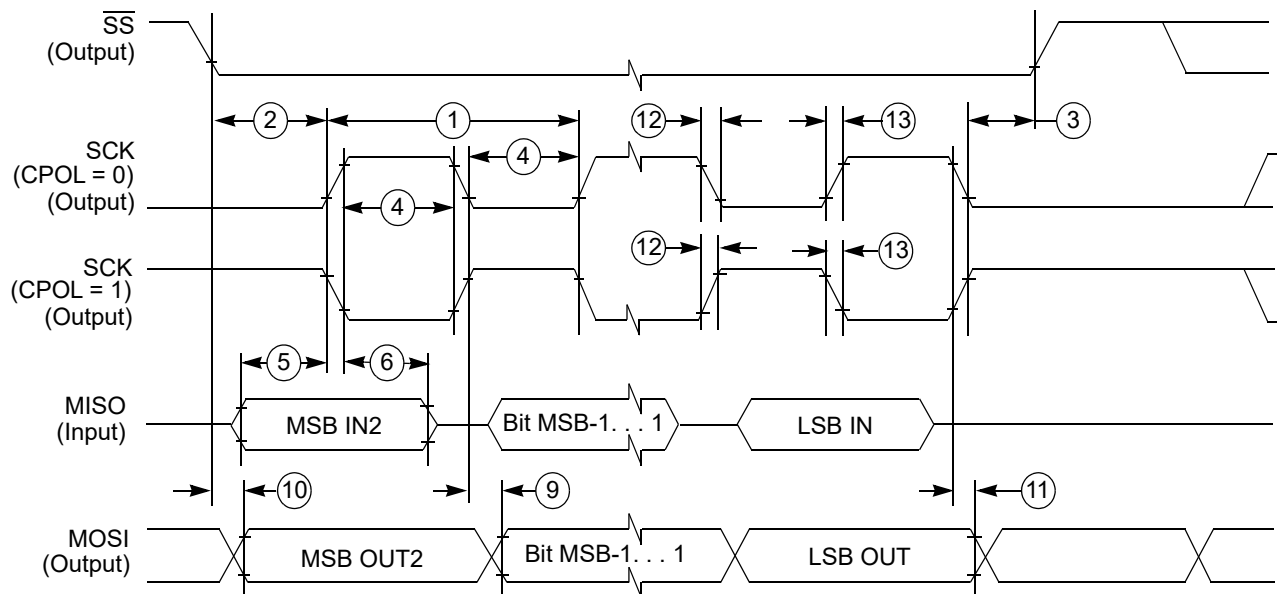 SS
(Output)
2
1
12
13
3
SCK
(CPOL = 0)
(Output)
4
4
12
13
SCK
(CPOL = 1)
(Output)
5
6
MISO
(Input)
MSB IN2
Bit MSB-1. . . 1
LSB IN
10
9
11
MOSI
(Output)
MSB OUT2
Bit MSB-1. . . 1
LSB OUT